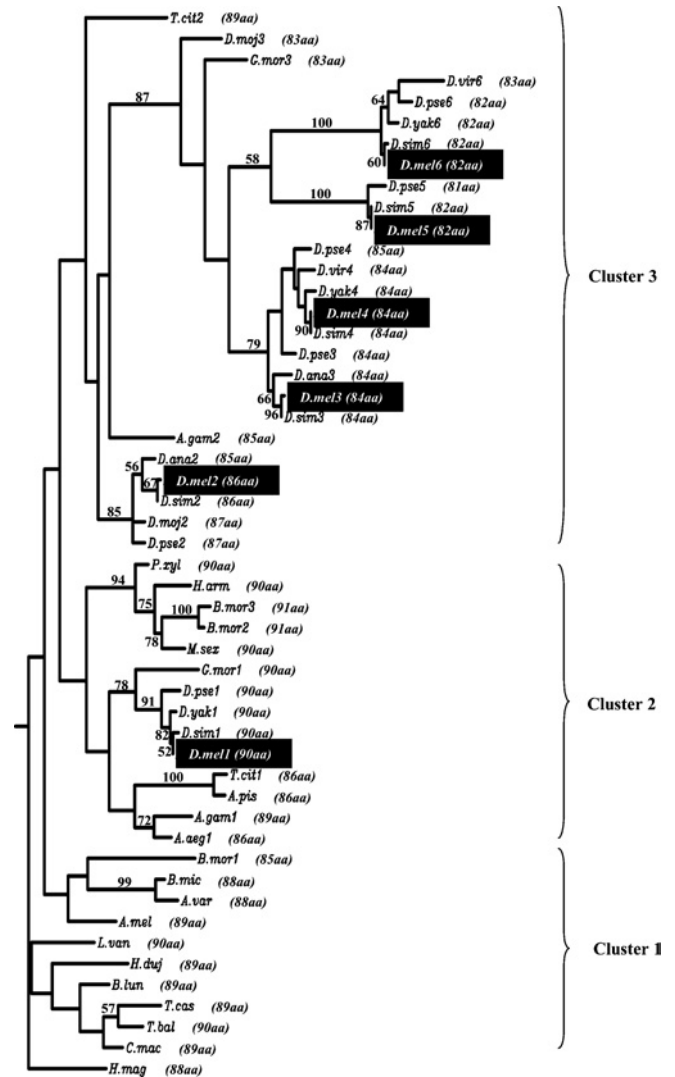 T.cit2 (89aa)
D.moj3 (83aa)
G.mor3 (83aa)
87
D.vir6 (83aa)
64
D.pse6 (82aa)
D.yak6 (82aa)
100
D.sim6 (82aa)
60
D.mel6 (82aa)
58
D.pse5 (81aa)
100
D.sim5 (82aa)
87
D.mel5 (82aa)
D.pse4 (85aa)
D.vir4 (84aa)
Cluster 3
D.yak4 (84aa)
D.mel4 (84aa)
90
D.sim4 (84aa)
79
D.pse3 (84aa)
D.ana3 (84aa)
66
D.mel3 (84aa)
96
D.sim3 (84aa)
A.gam2 (85aa)
D.ana2 (85aa)
56
67
D.mel2 (86aa)
D.sim2 (86aa)
85
D.moj2 (87aa)
D.pse2 (87aa)
P.xyl (90aa)
94
H.arm (90aa)
75
100
B.mor3 (91aa)
B.mor2 (91aa)
78
M.sex (90aa)
G.mor1 (90aa)
78
D.pse1 (90aa)
91
Cluster 2
D.yak1 (90aa)
82
D.sim1 (90aa)
52
D.mel1 (90aa)
T.cit1 (86aa)
100
A.pis (86aa)
A.gam1 (89aa)
72
A.aeg1 (86aa)
B.mor1 (85aa)
99
B.mic (88aa)
A.var (88aa)
A.mel (89aa)
L.van (90aa)
Cluster 1
H.duj (89aa)
B.lun (89aa)
57
T.cas (89aa)
T.bal (90aa)
C.mac (89aa)
H.mag (88aa)